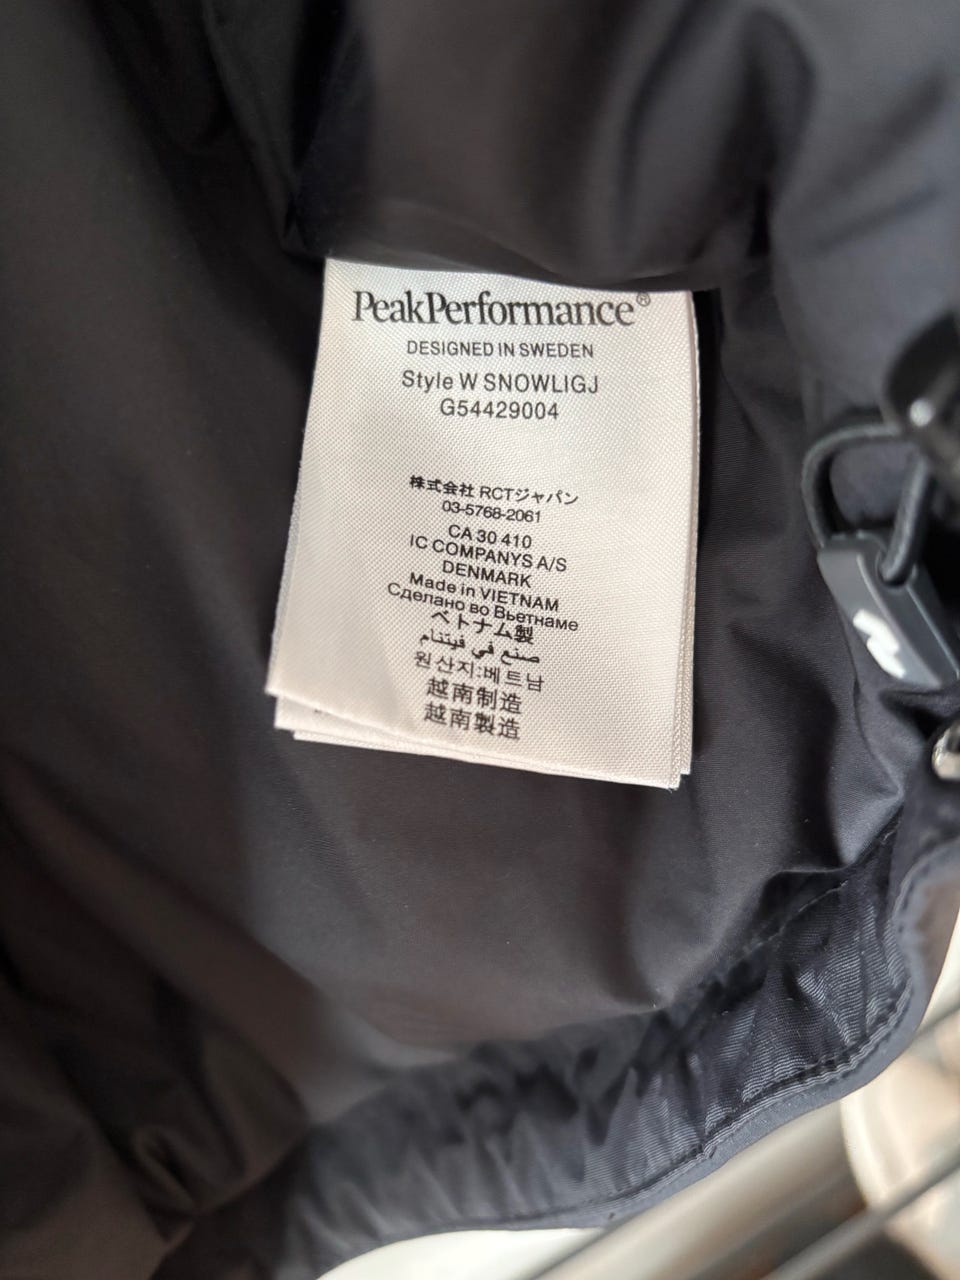 PeakPerformance®
DESIGNED IN SWEDEN
Style W SNOWLIGJ
G54429004
株式会社 RCTジャパン
03-5768-2061
CA 30 410
IC COMPANYS A/S
DENMARK
Made in VIETNAM
Сделано во Вьетнаме
ベトナム製
صنع في فيتنام
원산지:베트남
越南制造
越南製造